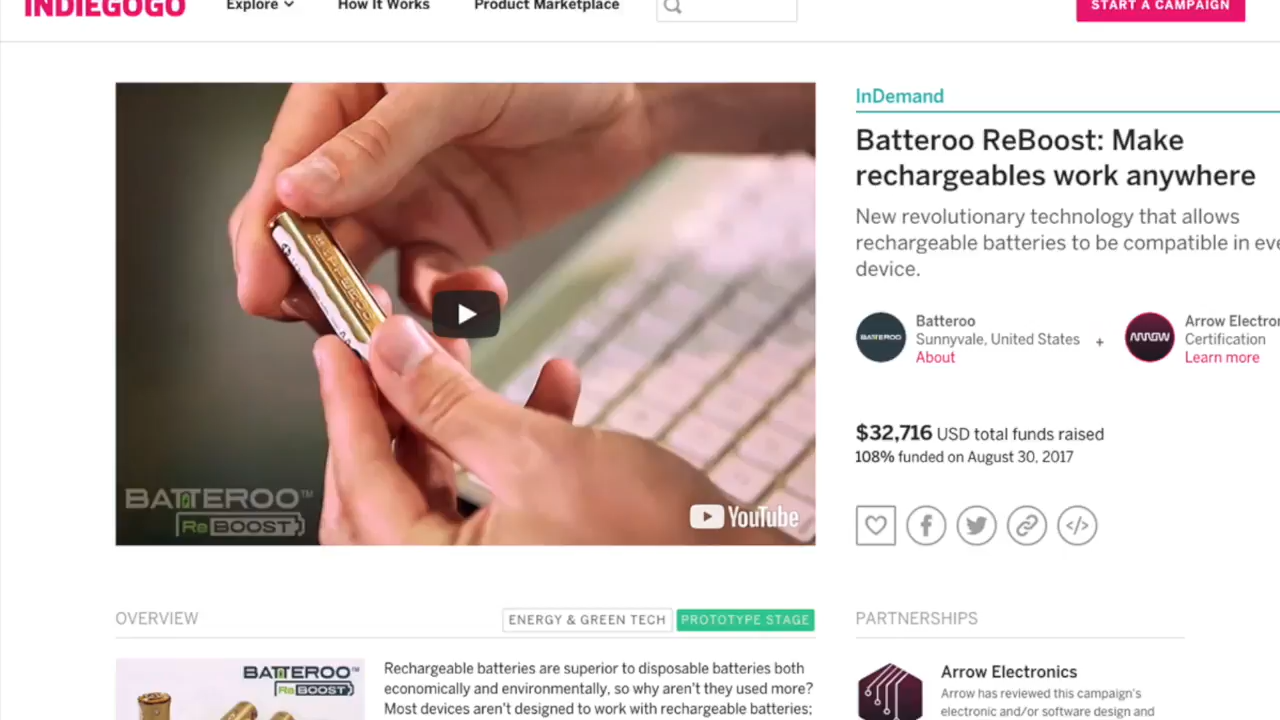 INDIEGOGO
Explore
How It Works
Product Marketplace
START A CAMPAIGN
BATTEROO™
ReBOOST
YouTube
InDemand
Batteroo ReBoost: Make
rechargeables work anywhere
New revolutionary technology that allows
rechargeable batteries to be compatible in eve
device.
BATTEROO
Batteroo
Sunnyvale, United States
About
+
ARROW
Arrow Electron
Certification
Learn more
$32,716 USD total funds raised
108% funded on August 30, 2017
OVERVIEW
ENERGY & GREEN TECH
PROTOTYPE STAGE
BATTEROO™
ReBOOST
Rechargeable batteries are superior to disposable batteries both
economically and environmentally, so why aren't they used more?
Most devices aren't designed to work with rechargeable batteries;
PARTNERSHIPS
Arrow Electronics
Arrow has reviewed this campaign's
electronic and/or software design and